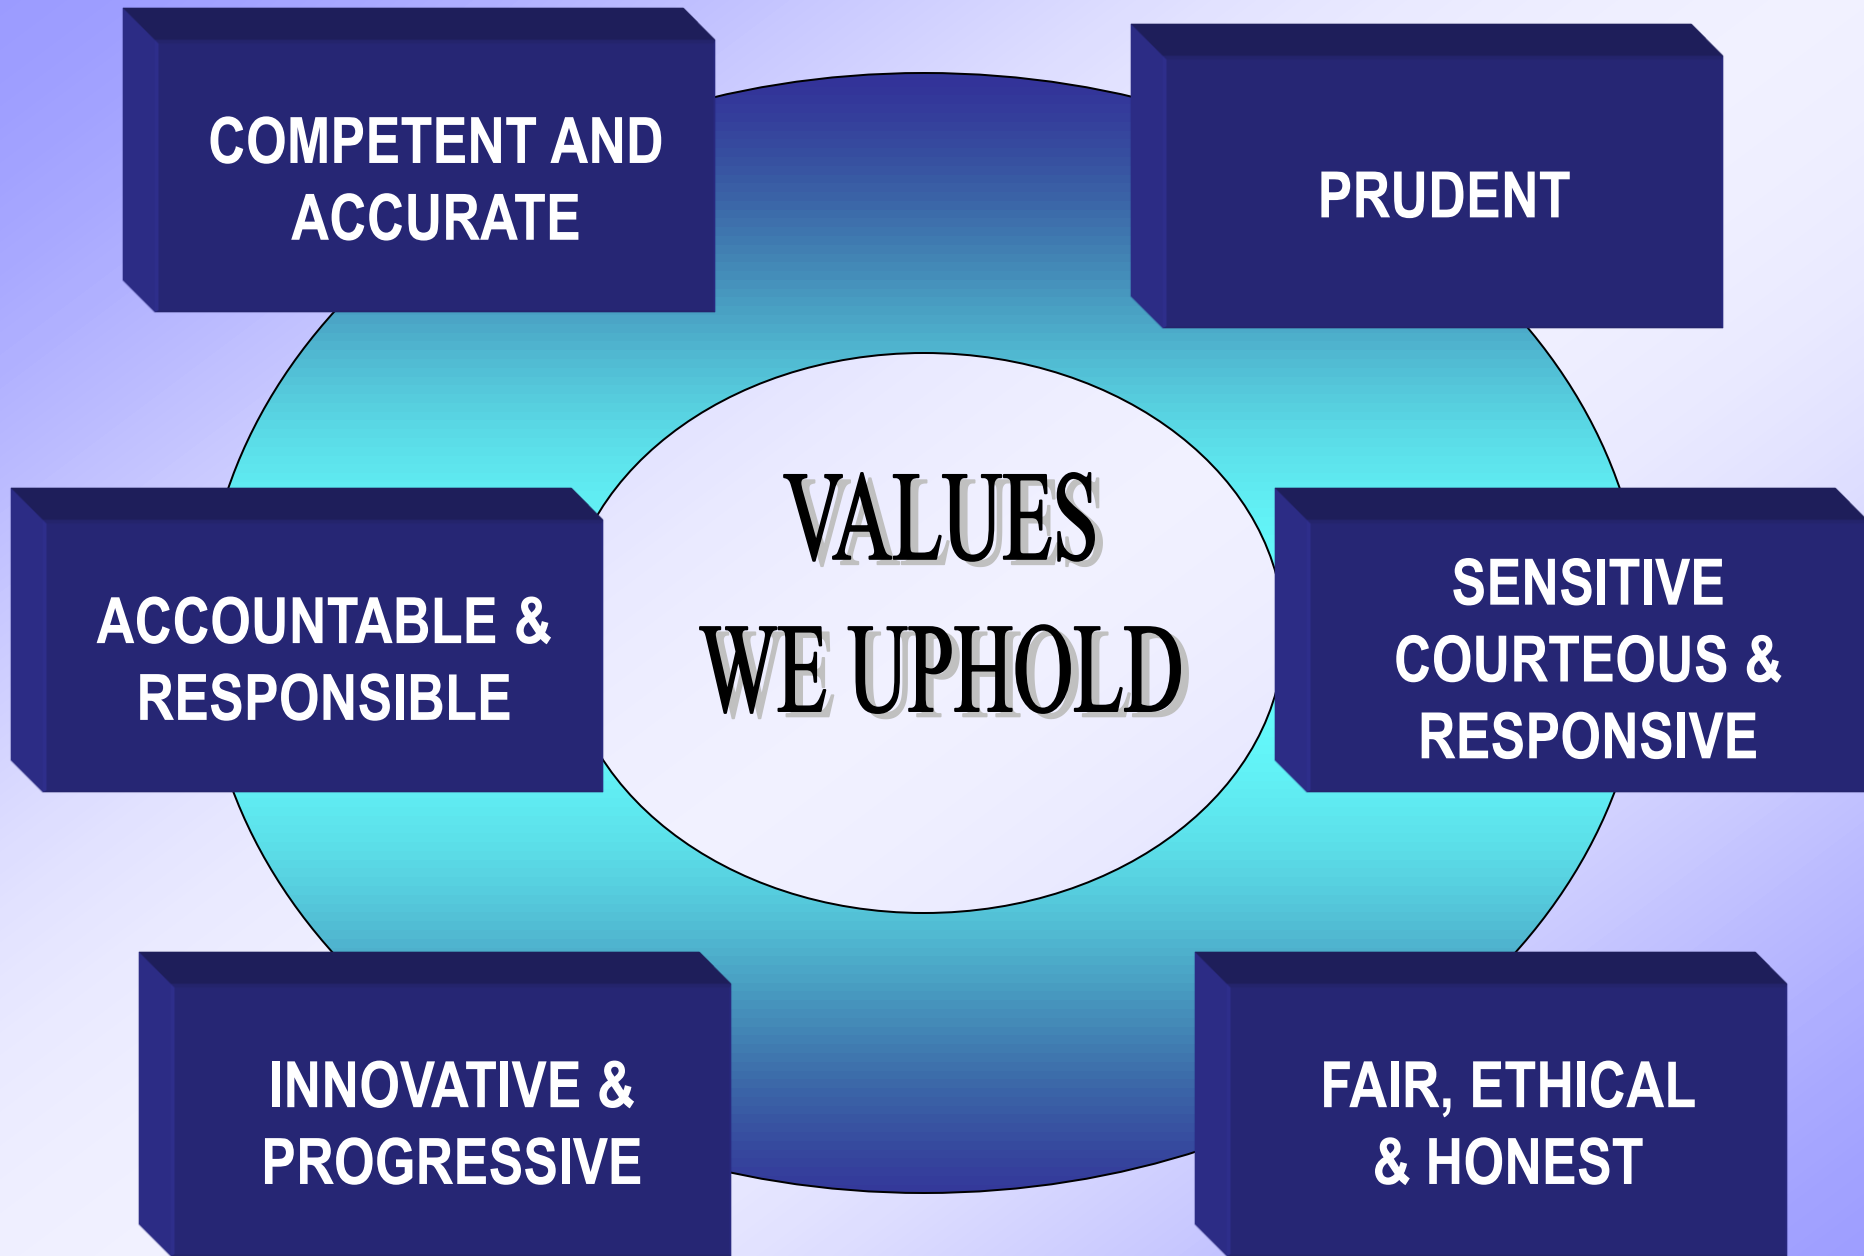 COMPETENT AND
ACCURATE
PRUDENT
VALUES
WE UPHOLD
ACCOUNTABLE &
RESPONSIBLE
SENSITIVE
COURTEOUS &
RESPONSIVE
INNOVATIVE &
PROGRESSIVE
FAIR, ETHICAL
& HONEST